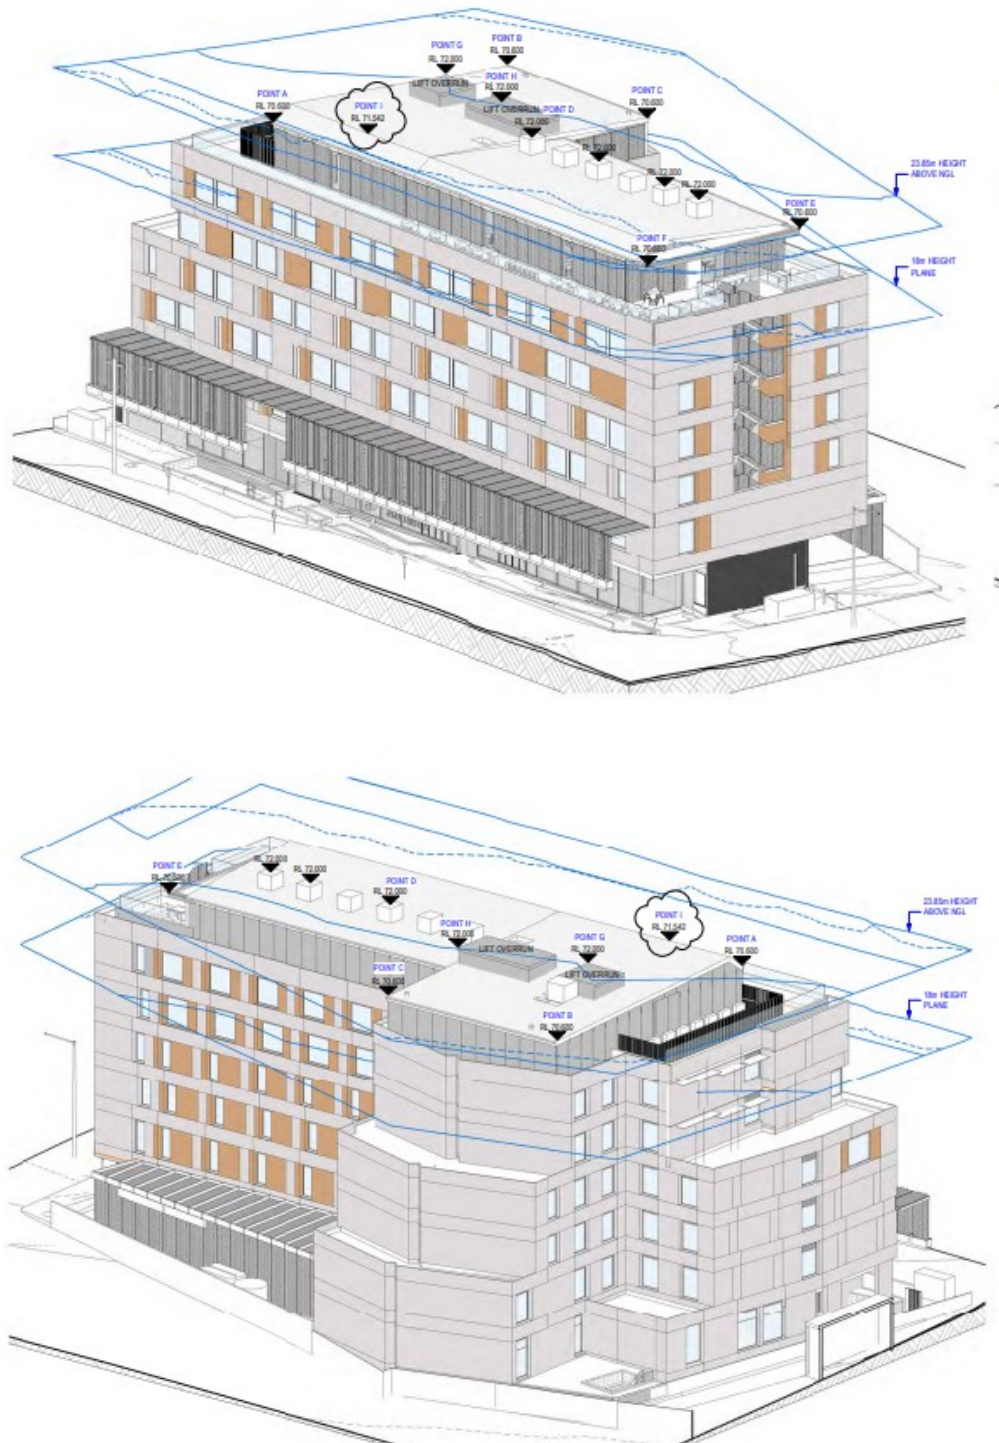 POINT B
RL 70.600
POINT G
RL 72.000
LIFT OVERRUN
POINT H
RL 72.000
LIFT OVERRUN
POINT D
RL 72.000
POINT C
RL 70.600
POINT A
RL 70.600
POINT I
RL 71.542
RL 72.000
RL 72.000
RL 72.000
23.85m HEIGHT
ABOVE NGL
POINT E
RL 70.600
POINT F
RL 70.600
18m HEIGHT
PLANE
RL 72.000
POINT E
RL 72.000
POINT D
RL 72.000
POINT I
RL 71.542
23.85m HEIGHT
ABOVE NGL
POINT H
RL 72.000
LIFT OVERRUN
POINT G
RL 72.000
LIFT OVERRUN
POINT A
RL 70.600
POINT C
RL 70.600
POINT B
RL 70.600
18m HEIGHT
PLANE